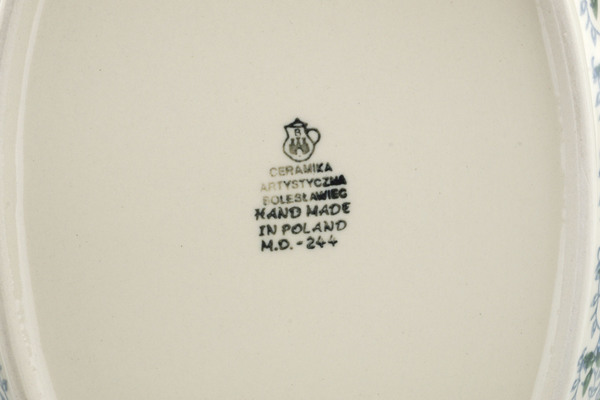 B
CERAMIKA
ARTYSTYCZNA
BOLESŁAWIEC
HAND MADE
IN POLAND
M.D. - 244